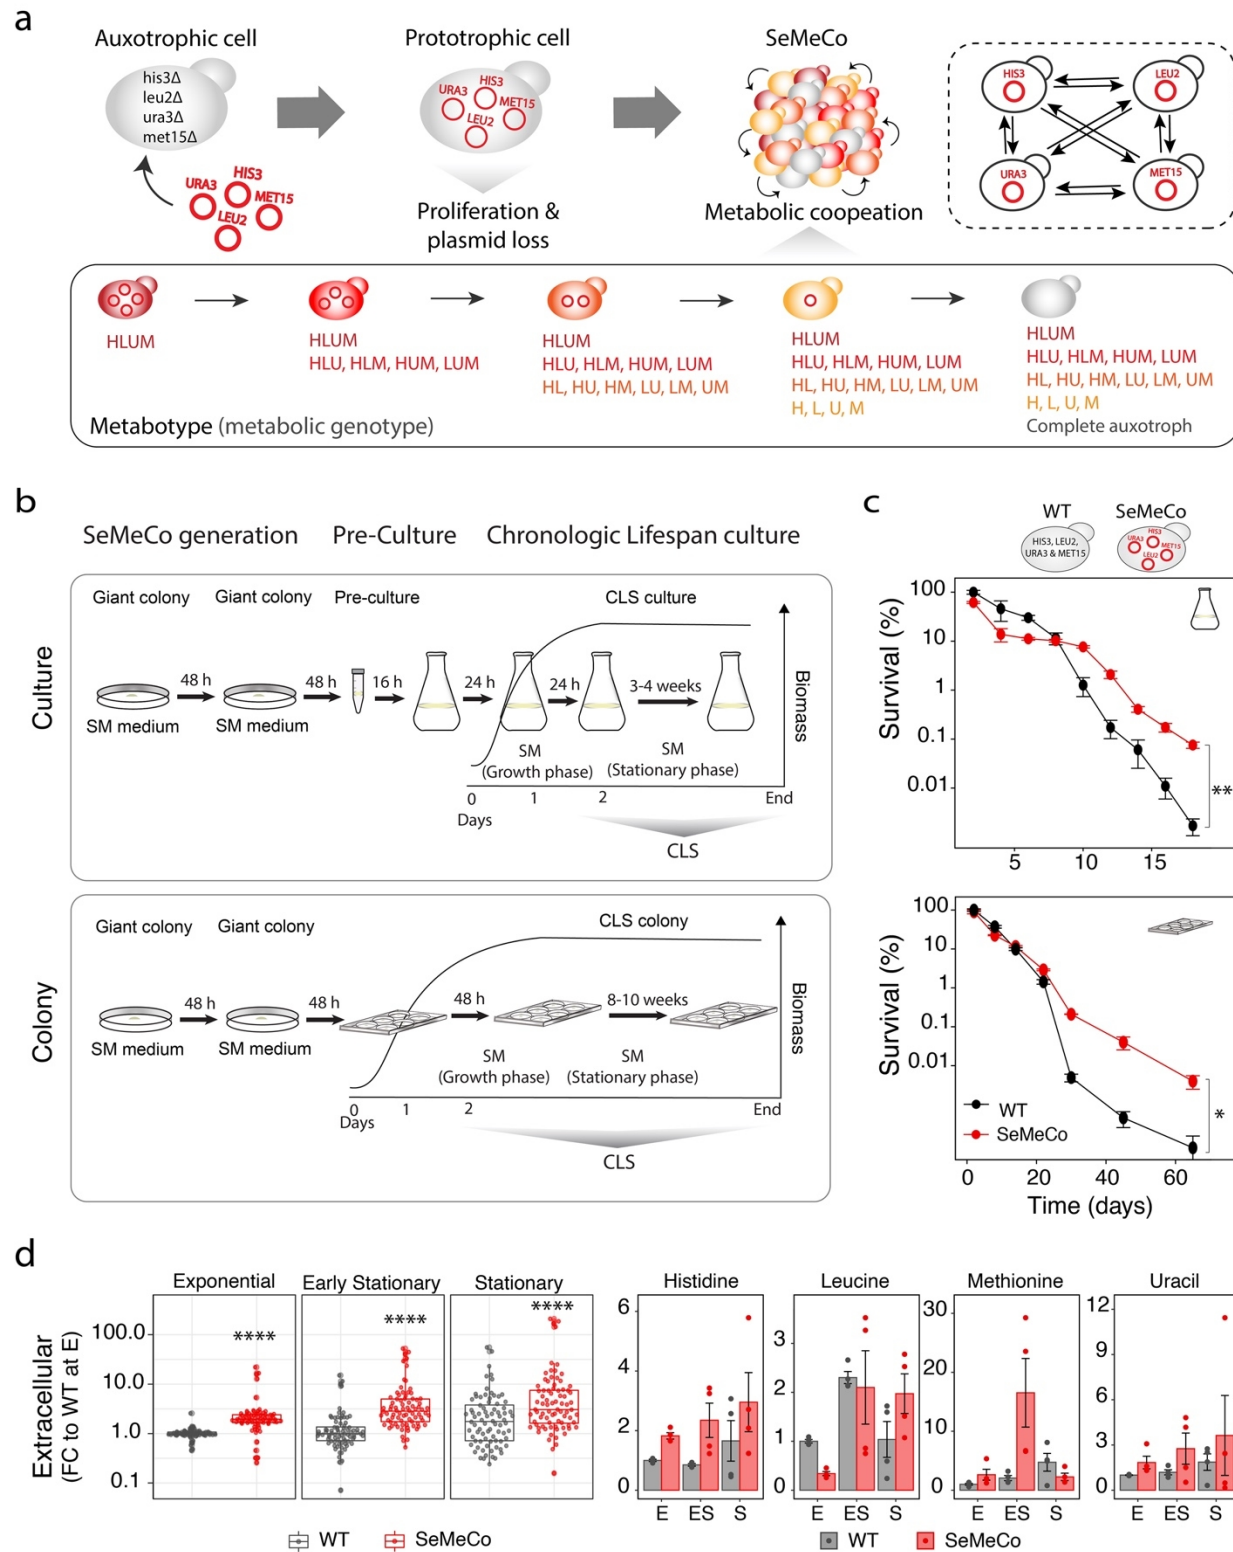 a
Auxotrophic cell
Prototrophic cell
SeMeCo
his3Δ
leu2Δ
ura3Δ
met15Δ
HIS3
URA3
MET15
LEU2
HIS3
URA3
MET15
LEU2
HIS3
LEU2
URA3
MET15
Proliferation &
plasmid loss
Metabolic coopeation
HLUM
HLUM
HLU, HLM, HUM, LUM
HLUM
HLU, HLM, HUM, LUM
HL, HU, HM, LU, LM, UM
HLUM
HLU, HLM, HUM, LUM
HL, HU, HM, LU, LM, UM
H, L, U, M
HLUM
HLU, HLM, HUM, LUM
HL, HU, HM, LU, LM, UM
H, L, U, M
Complete auxotroph
Metabotype (metabolic genotype)
b
SeMeCo generation
Pre-Culture
Chronologic Lifespan culture
Culture
Giant colony
Giant colony
Pre-culture
CLS culture
48 h
48 h
16 h
24 h
24 h
3-4 weeks
SM medium
SM medium
SM
(Growth phase)
SM
(Stationary phase)
Biomass
0
1
2
End
Days
CLS
Colony
Giant colony
Giant colony
CLS colony
48 h
48 h
48 h
8-10 weeks
SM medium
SM medium
SM
(Growth phase)
SM
(Stationary phase)
Biomass
0
1
2
End
Days
CLS
c
WT
SeMeCo
HIS3, LEU2,
URA3 & MET15
HIS3
URA3
MET15
LEU2
Survival (%)
100
10
1
0.1
0.01
**
5
10
15
Survival (%)
100
10
1
0.1
0.01
WT
SeMeCo
*
0
20
40
60
Time (days)
d
Extracellular
(FC to WT at E)
Exponential
Early Stationary
Stationary
****
****
****
100.0
10.0
1.0
0.1
WT
SeMeCo
Histidine
6
4
2
0
E
ES
S
Leucine
3
2
1
0
E
ES
S
Methionine
30
20
10
0
E
ES
S
Uracil
12
9
6
3
0
E
ES
S
WT
SeMeCo